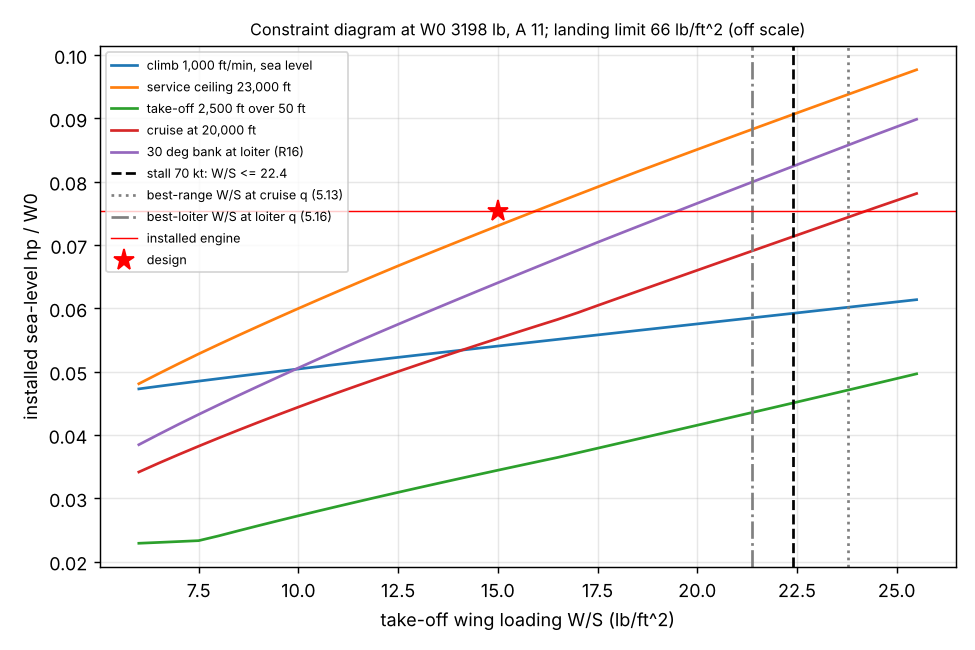 Constraint diagram at W0 3198 lb, A 11; landing limit 66 lb/ft^2 (off scale)
climb 1,000 ft/min, sea level
service ceiling 23,000 ft
take-off 2,500 ft over 50 ft
cruise at 20,000 ft
30 deg bank at loiter (R16)
stall 70 kt: W/S <= 22.4
best-range W/S at cruise q (5.13)
best-loiter W/S at loiter q (5.16)
installed engine
design
installed sea-level hp / W0
0.10
0.09
0.08
0.07
0.06
0.05
0.04
0.03
0.02
7.5 10.0 12.5 15.0 17.5 20.0 22.5 25.0
take-off wing loading W/S (lb/ft^2)